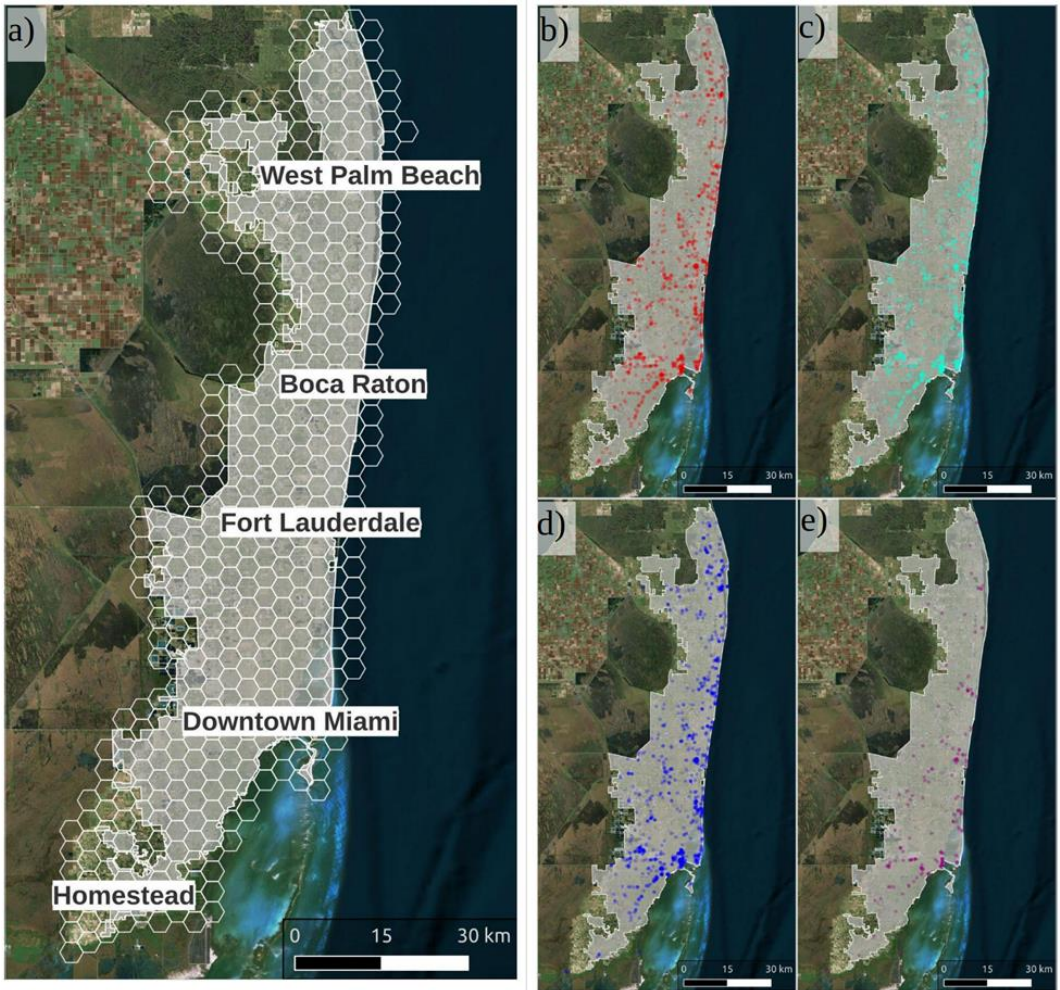 a)
West Palm Beach
Boca Raton
Fort Lauderdale
Downtown Miami
Homestead
0 15 30 km
b)
0 15 30 km
c)
0 15 30 km
d)
0 15 30 km
e)
0 15 30 km